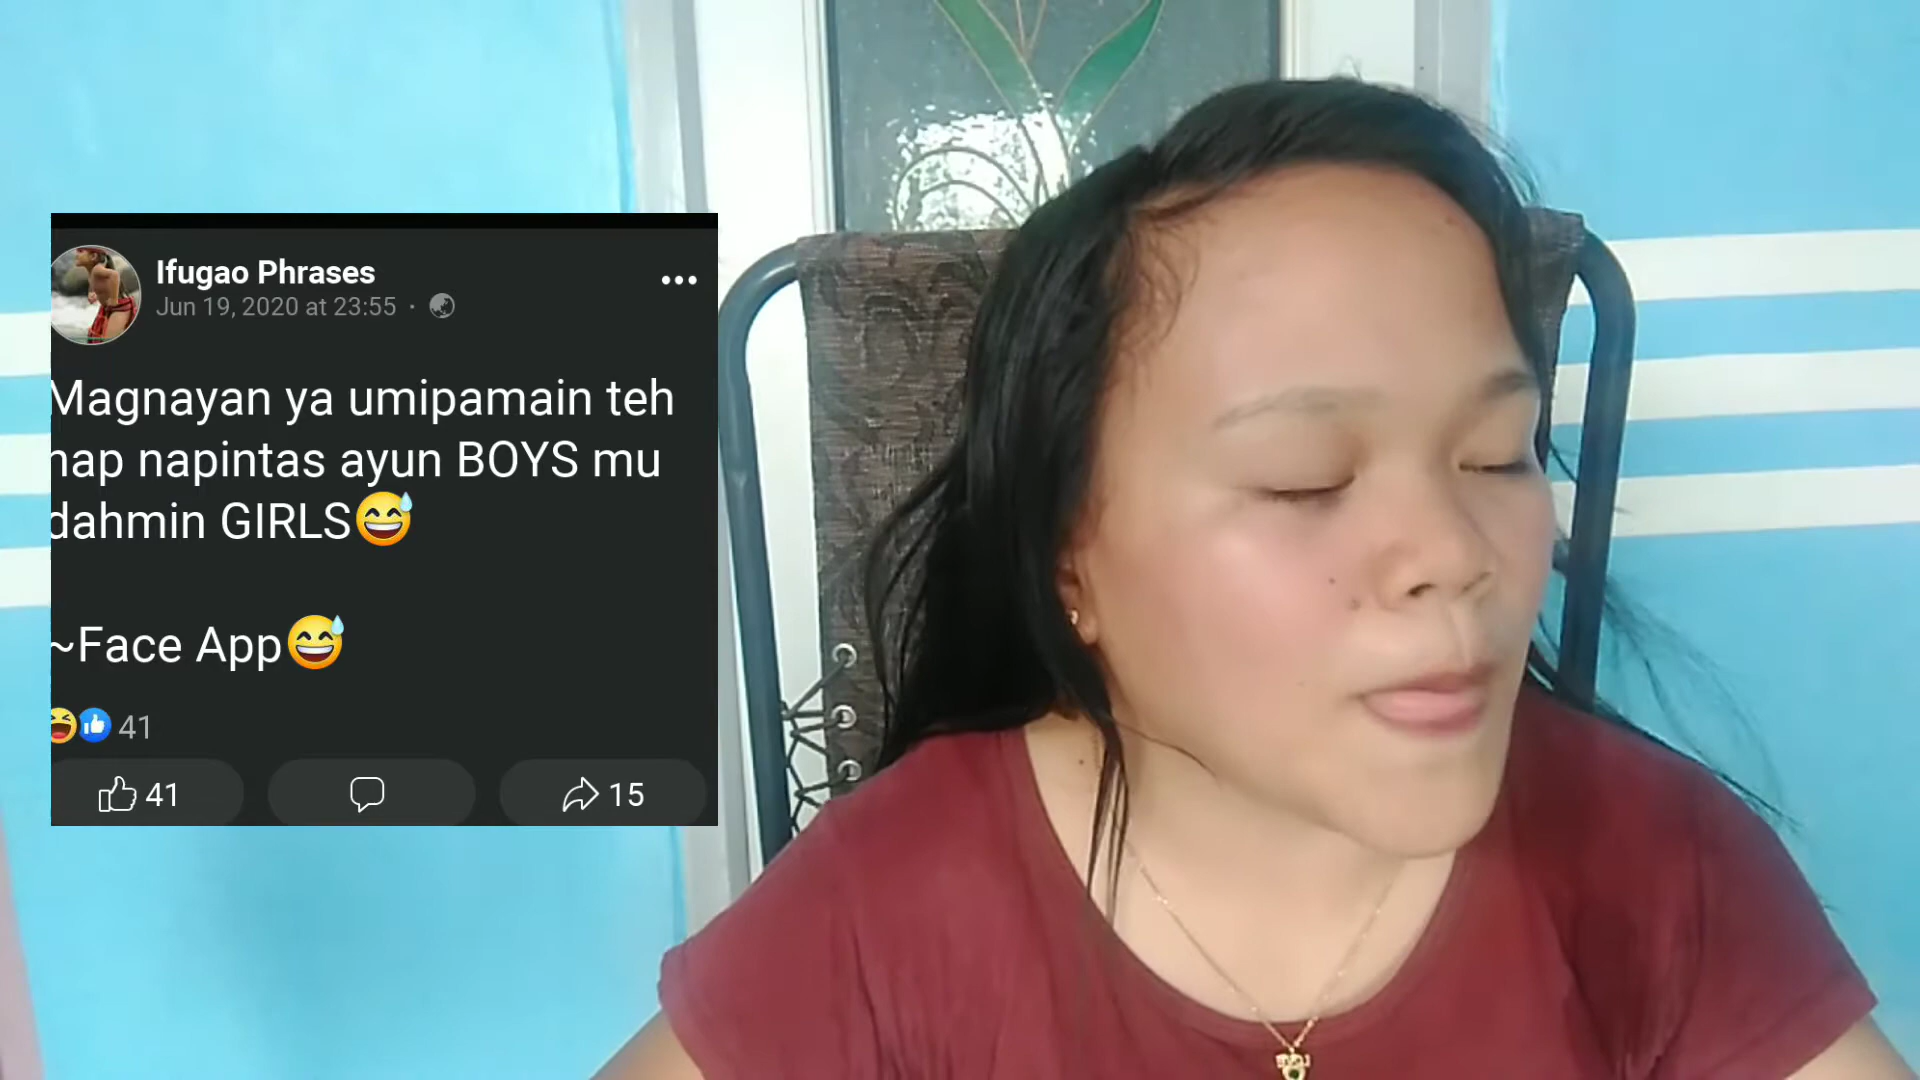 Ifugao Phrases
Jun 19, 2020 at 23:55 ·
Magnayan ya umipamain teh
nap napintas ayun BOYS mu
dahmin GIRLS😅
~Face App😅
41
41
15